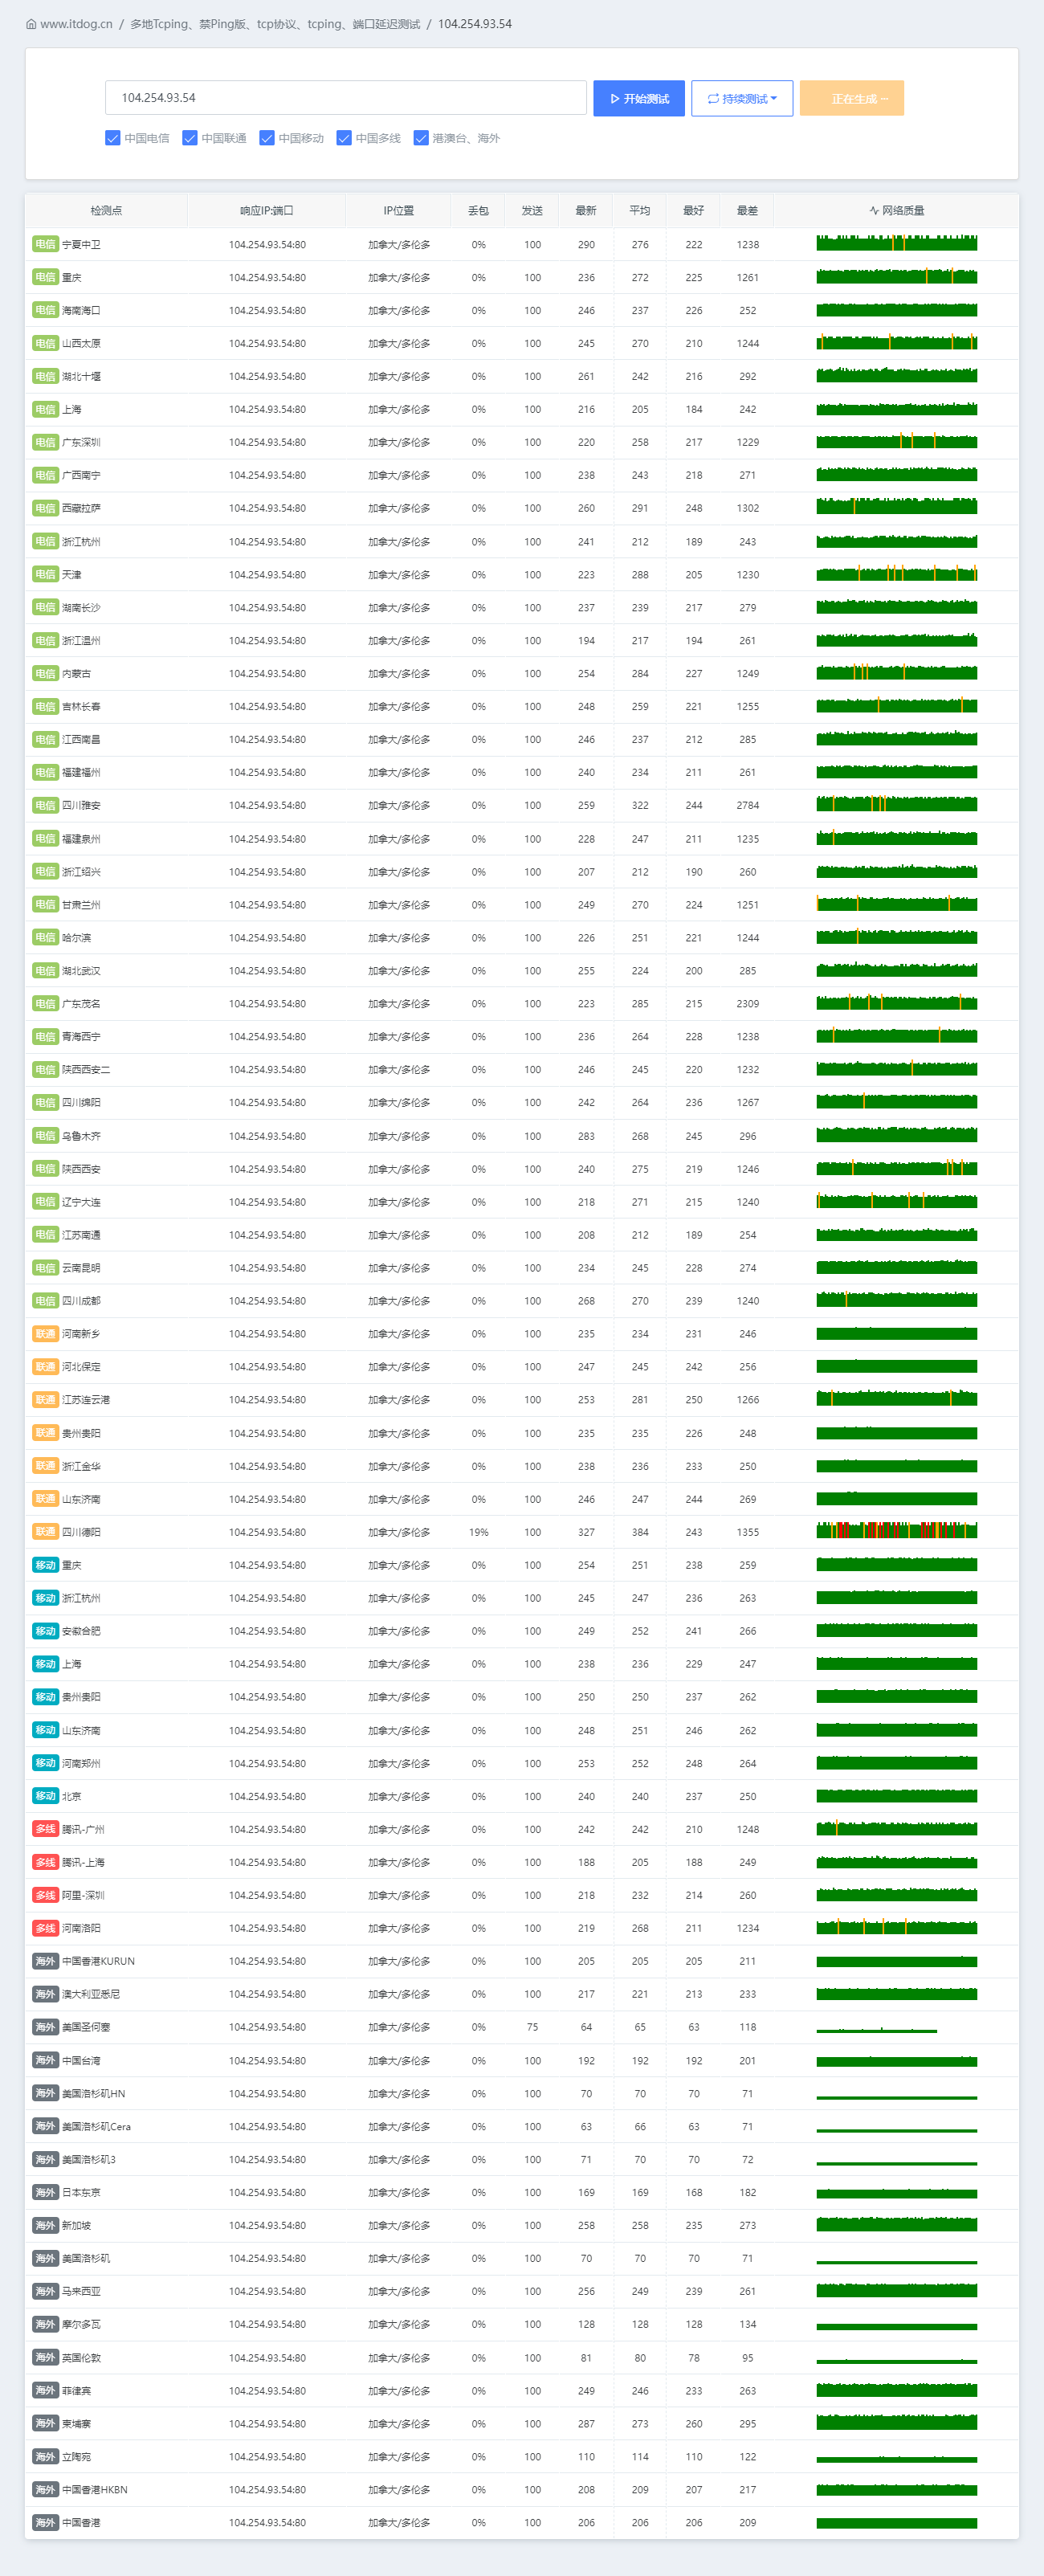 www.itdog.cn / 多地Tcping、禁Ping版、tcp协议、tcping、端口延迟测试 / 104.254.93.54
104.254.93.54 开始测试 持续测试 正在生成 ···
中国电信 中国联通 中国移动 中国多线 港澳台、海外
检测点 响应IP:端口 IP位置 丢包 发送 最新 平均 最好 最差 网络质量
电信 宁夏中卫 104.254.93.54:80 加拿大/多伦多 0% 100 290 276 222 1238
电信 重庆 104.254.93.54:80 加拿大/多伦多 0% 100 236 272 225 1261
电信 海南海口 104.254.93.54:80 加拿大/多伦多 0% 100 246 237 226 252
电信 山西太原 104.254.93.54:80 加拿大/多伦多 0% 100 245 270 210 1244
电信 湖北十堰 104.254.93.54:80 加拿大/多伦多 0% 100 261 242 216 292
电信 上海 104.254.93.54:80 加拿大/多伦多 0% 100 216 205 184 242
电信 广东深圳 104.254.93.54:80 加拿大/多伦多 0% 100 220 258 217 1229
电信 广西南宁 104.254.93.54:80 加拿大/多伦多 0% 100 238 243 218 271
电信 西藏拉萨 104.254.93.54:80 加拿大/多伦多 0% 100 260 291 248 1302
电信 浙江杭州 104.254.93.54:80 加拿大/多伦多 0% 100 241 212 189 243
电信 天津 104.254.93.54:80 加拿大/多伦多 0% 100 223 288 205 1230
电信 湖南长沙 104.254.93.54:80 加拿大/多伦多 0% 100 237 239 217 279
电信 浙江温州 104.254.93.54:80 加拿大/多伦多 0% 100 194 217 194 261
电信 内蒙古 104.254.93.54:80 加拿大/多伦多 0% 100 254 284 227 1249
电信 吉林长春 104.254.93.54:80 加拿大/多伦多 0% 100 248 259 221 1255
电信 江西南昌 104.254.93.54:80 加拿大/多伦多 0% 100 246 237 212 285
电信 福建福州 104.254.93.54:80 加拿大/多伦多 0% 100 240 234 211 261
电信 四川雅安 104.254.93.54:80 加拿大/多伦多 0% 100 259 322 244 2784
电信 福建泉州 104.254.93.54:80 加拿大/多伦多 0% 100 228 247 211 1235
电信 浙江绍兴 104.254.93.54:80 加拿大/多伦多 0% 100 207 212 190 260
电信 甘肃兰州 104.254.93.54:80 加拿大/多伦多 0% 100 249 270 224 1251
电信 哈尔滨 104.254.93.54:80 加拿大/多伦多 0% 100 226 251 221 1244
电信 湖北武汉 104.254.93.54:80 加拿大/多伦多 0% 100 255 224 200 285
电信 广东茂名 104.254.93.54:80 加拿大/多伦多 0% 100 223 285 215 2309
电信 青海西宁 104.254.93.54:80 加拿大/多伦多 0% 100 236 264 228 1238
电信 陕西西安二 104.254.93.54:80 加拿大/多伦多 0% 100 246 245 220 1232
电信 四川绵阳 104.254.93.54:80 加拿大/多伦多 0% 100 242 264 236 1267
电信 乌鲁木齐 104.254.93.54:80 加拿大/多伦多 0% 100 283 268 245 296
电信 陕西西安 104.254.93.54:80 加拿大/多伦多 0% 100 240 275 219 1246
电信 辽宁大连 104.254.93.54:80 加拿大/多伦多 0% 100 218 271 215 1240
电信 江苏南通 104.254.93.54:80 加拿大/多伦多 0% 100 208 212 189 254
电信 云南昆明 104.254.93.54:80 加拿大/多伦多 0% 100 234 245 228 274
电信 四川成都 104.254.93.54:80 加拿大/多伦多 0% 100 268 270 239 1240
联通 河南新乡 104.254.93.54:80 加拿大/多伦多 0% 100 235 234 231 246
联通 河北保定 104.254.93.54:80 加拿大/多伦多 0% 100 247 245 242 256
联通 江苏连云港 104.254.93.54:80 加拿大/多伦多 0% 100 253 281 250 1266
联通 贵州贵阳 104.254.93.54:80 加拿大/多伦多 0% 100 235 235 226 248
联通 浙江金华 104.254.93.54:80 加拿大/多伦多 0% 100 238 236 233 250
联通 山东济南 104.254.93.54:80 加拿大/多伦多 0% 100 246 247 244 269
联通 四川德阳 104.254.93.54:80 加拿大/多伦多 19% 100 327 384 243 1355
移动 重庆 104.254.93.54:80 加拿大/多伦多 0% 100 254 251 238 259
移动 浙江杭州 104.254.93.54:80 加拿大/多伦多 0% 100 245 247 236 263
移动 安徽合肥 104.254.93.54:80 加拿大/多伦多 0% 100 249 252 241 266
移动 上海 104.254.93.54:80 加拿大/多伦多 0% 100 238 236 229 247
移动 贵州贵阳 104.254.93.54:80 加拿大/多伦多 0% 100 250 250 237 262
移动 山东济南 104.254.93.54:80 加拿大/多伦多 0% 100 248 251 246 262
移动 河南郑州 104.254.93.54:80 加拿大/多伦多 0% 100 253 252 248 264
移动 北京 104.254.93.54:80 加拿大/多伦多 0% 100 240 240 237 250
多线 腾讯-广州 104.254.93.54:80 加拿大/多伦多 0% 100 242 242 210 1248
多线 腾讯-上海 104.254.93.54:80 加拿大/多伦多 0% 100 188 205 188 249
多线 阿里-深圳 104.254.93.54:80 加拿大/多伦多 0% 100 218 232 214 260
多线 河南洛阳 104.254.93.54:80 加拿大/多伦多 0% 100 219 268 211 1234
海外 中国香港KURUN 104.254.93.54:80 加拿大/多伦多 0% 100 205 205 205 211
海外 澳大利亚悉尼 104.254.93.54:80 加拿大/多伦多 0% 100 217 221 213 233
海外 美国圣何塞 104.254.93.54:80 加拿大/多伦多 0% 75 64 65 63 118
海外 中国台湾 104.254.93.54:80 加拿大/多伦多 0% 100 192 192 192 201
海外 美国洛杉矶HN 104.254.93.54:80 加拿大/多伦多 0% 100 70 70 70 71
海外 美国洛杉矶Cera 104.254.93.54:80 加拿大/多伦多 0% 100 63 66 63 71
海外 美国洛杉矶3 104.254.93.54:80 加拿大/多伦多 0% 100 71 70 70 72
海外 日本东京 104.254.93.54:80 加拿大/多伦多 0% 100 169 169 168 182
海外 新加坡 104.254.93.54:80 加拿大/多伦多 0% 100 258 258 235 273
海外 美国洛杉矶 104.254.93.54:80 加拿大/多伦多 0% 100 70 70 70 71
海外 马来西亚 104.254.93.54:80 加拿大/多伦多 0% 100 256 249 239 261
海外 摩尔多瓦 104.254.93.54:80 加拿大/多伦多 0% 100 128 128 128 134
海外 英国伦敦 104.254.93.54:80 加拿大/多伦多 0% 100 81 80 78 95
海外 菲律宾 104.254.93.54:80 加拿大/多伦多 0% 100 249 246 233 263
海外 柬埔寨 104.254.93.54:80 加拿大/多伦多 0% 100 287 273 260 295
海外 立陶宛 104.254.93.54:80 加拿大/多伦多 0% 100 110 114 110 122
海外 中国香港HKBN 104.254.93.54:80 加拿大/多伦多 0% 100 208 209 207 217
海外 中国香港 104.254.93.54:80 加拿大/多伦多 0% 100 206 206 206 209